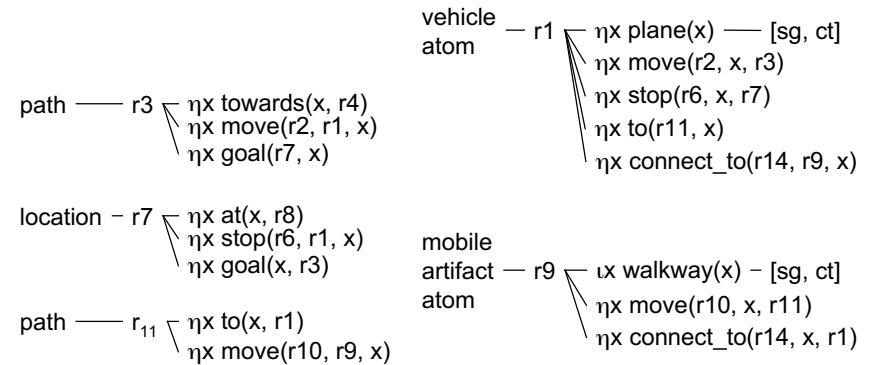 path r3 ηx towards(x, r4)
ηx move(r2, r1, x)
ηx goal(r7, x)
location r7 ηx at(x, r8)
ηx stop(r6, r1, x)
ηx goal(x, r3)
path r11 ηx to(x, r1)
ηx move(r10, r9, x)
vehicle
atom r1 ηx plane(x) [sg, ct]
ηx move(r2, x, r3)
ηx stop(r6, x, r7)
ηx to(r11, x)
ηx connect_to(r14, r9, x)
mobile
artifact r9 ιx walkway(x) [sg, ct]
atom ηx move(r10, x, r11)
ηx connect_to(r14, x, r1)